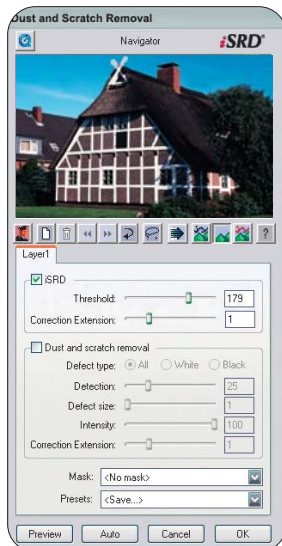 Dust and Scratch Removal
Navigator
iSRD®
?
Layer1
iSRD
Threshold: 179
Correction Extension: 1
Dust and scratch removal
Defect type: All White Black
Detection: 25
Defect size: 1
Intensity: 100
Correction Extension: 1
Mask: <No mask>
Presets: <Save...>
Preview Auto Cancel OK